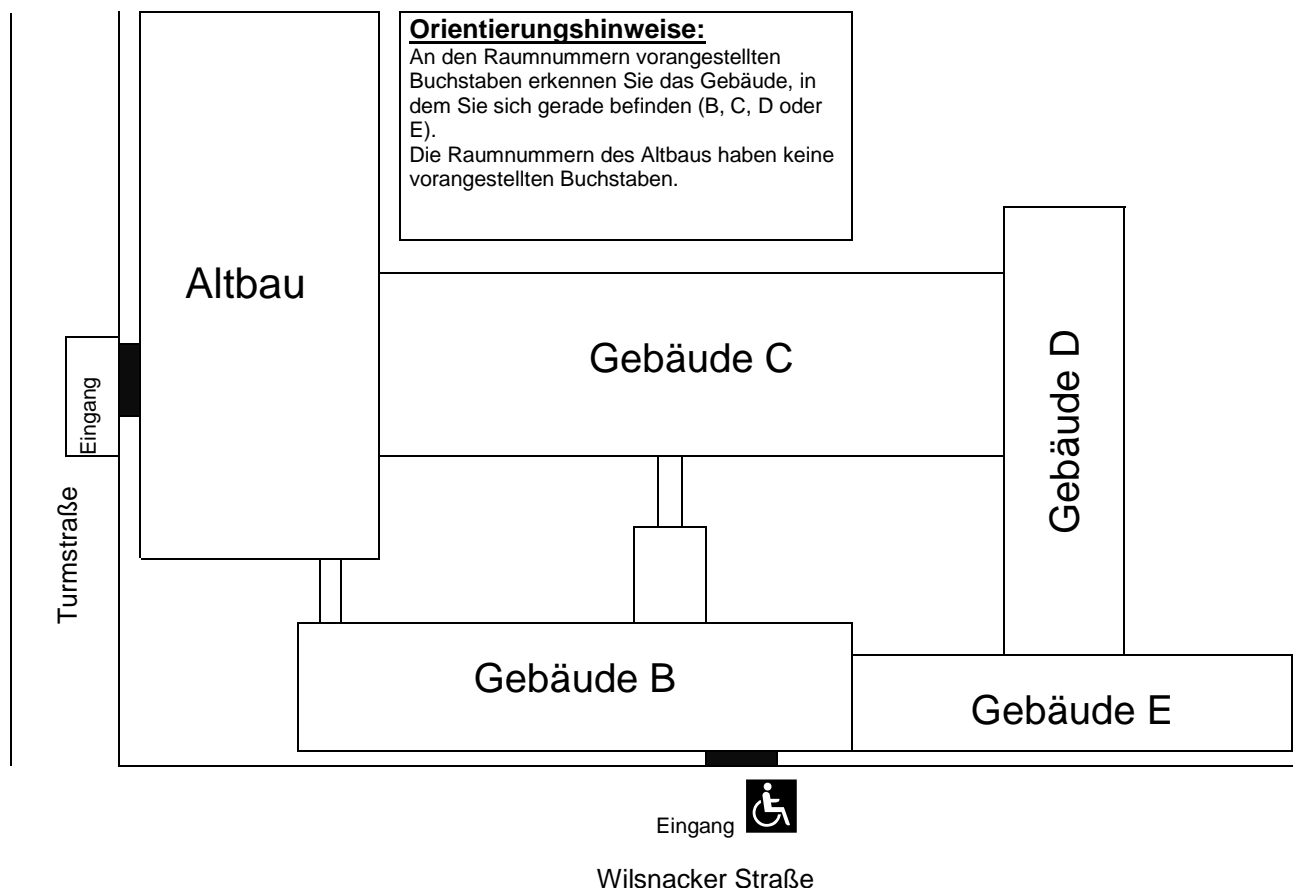 Orientierungshinweise:
An den Raumnummern vorangestellten
Buchstaben erkennen Sie das Gebäude, in
dem Sie sich gerade befinden (B, C, D oder
E).
Die Raumnummern des Altbaus haben keine
vorangestellten Buchstaben.
Altbau
Gebäude C
Gebäude D
Eingang
Turmstraße
Gebäude B
Gebäude E
Eingang
Wilsnacker Straße